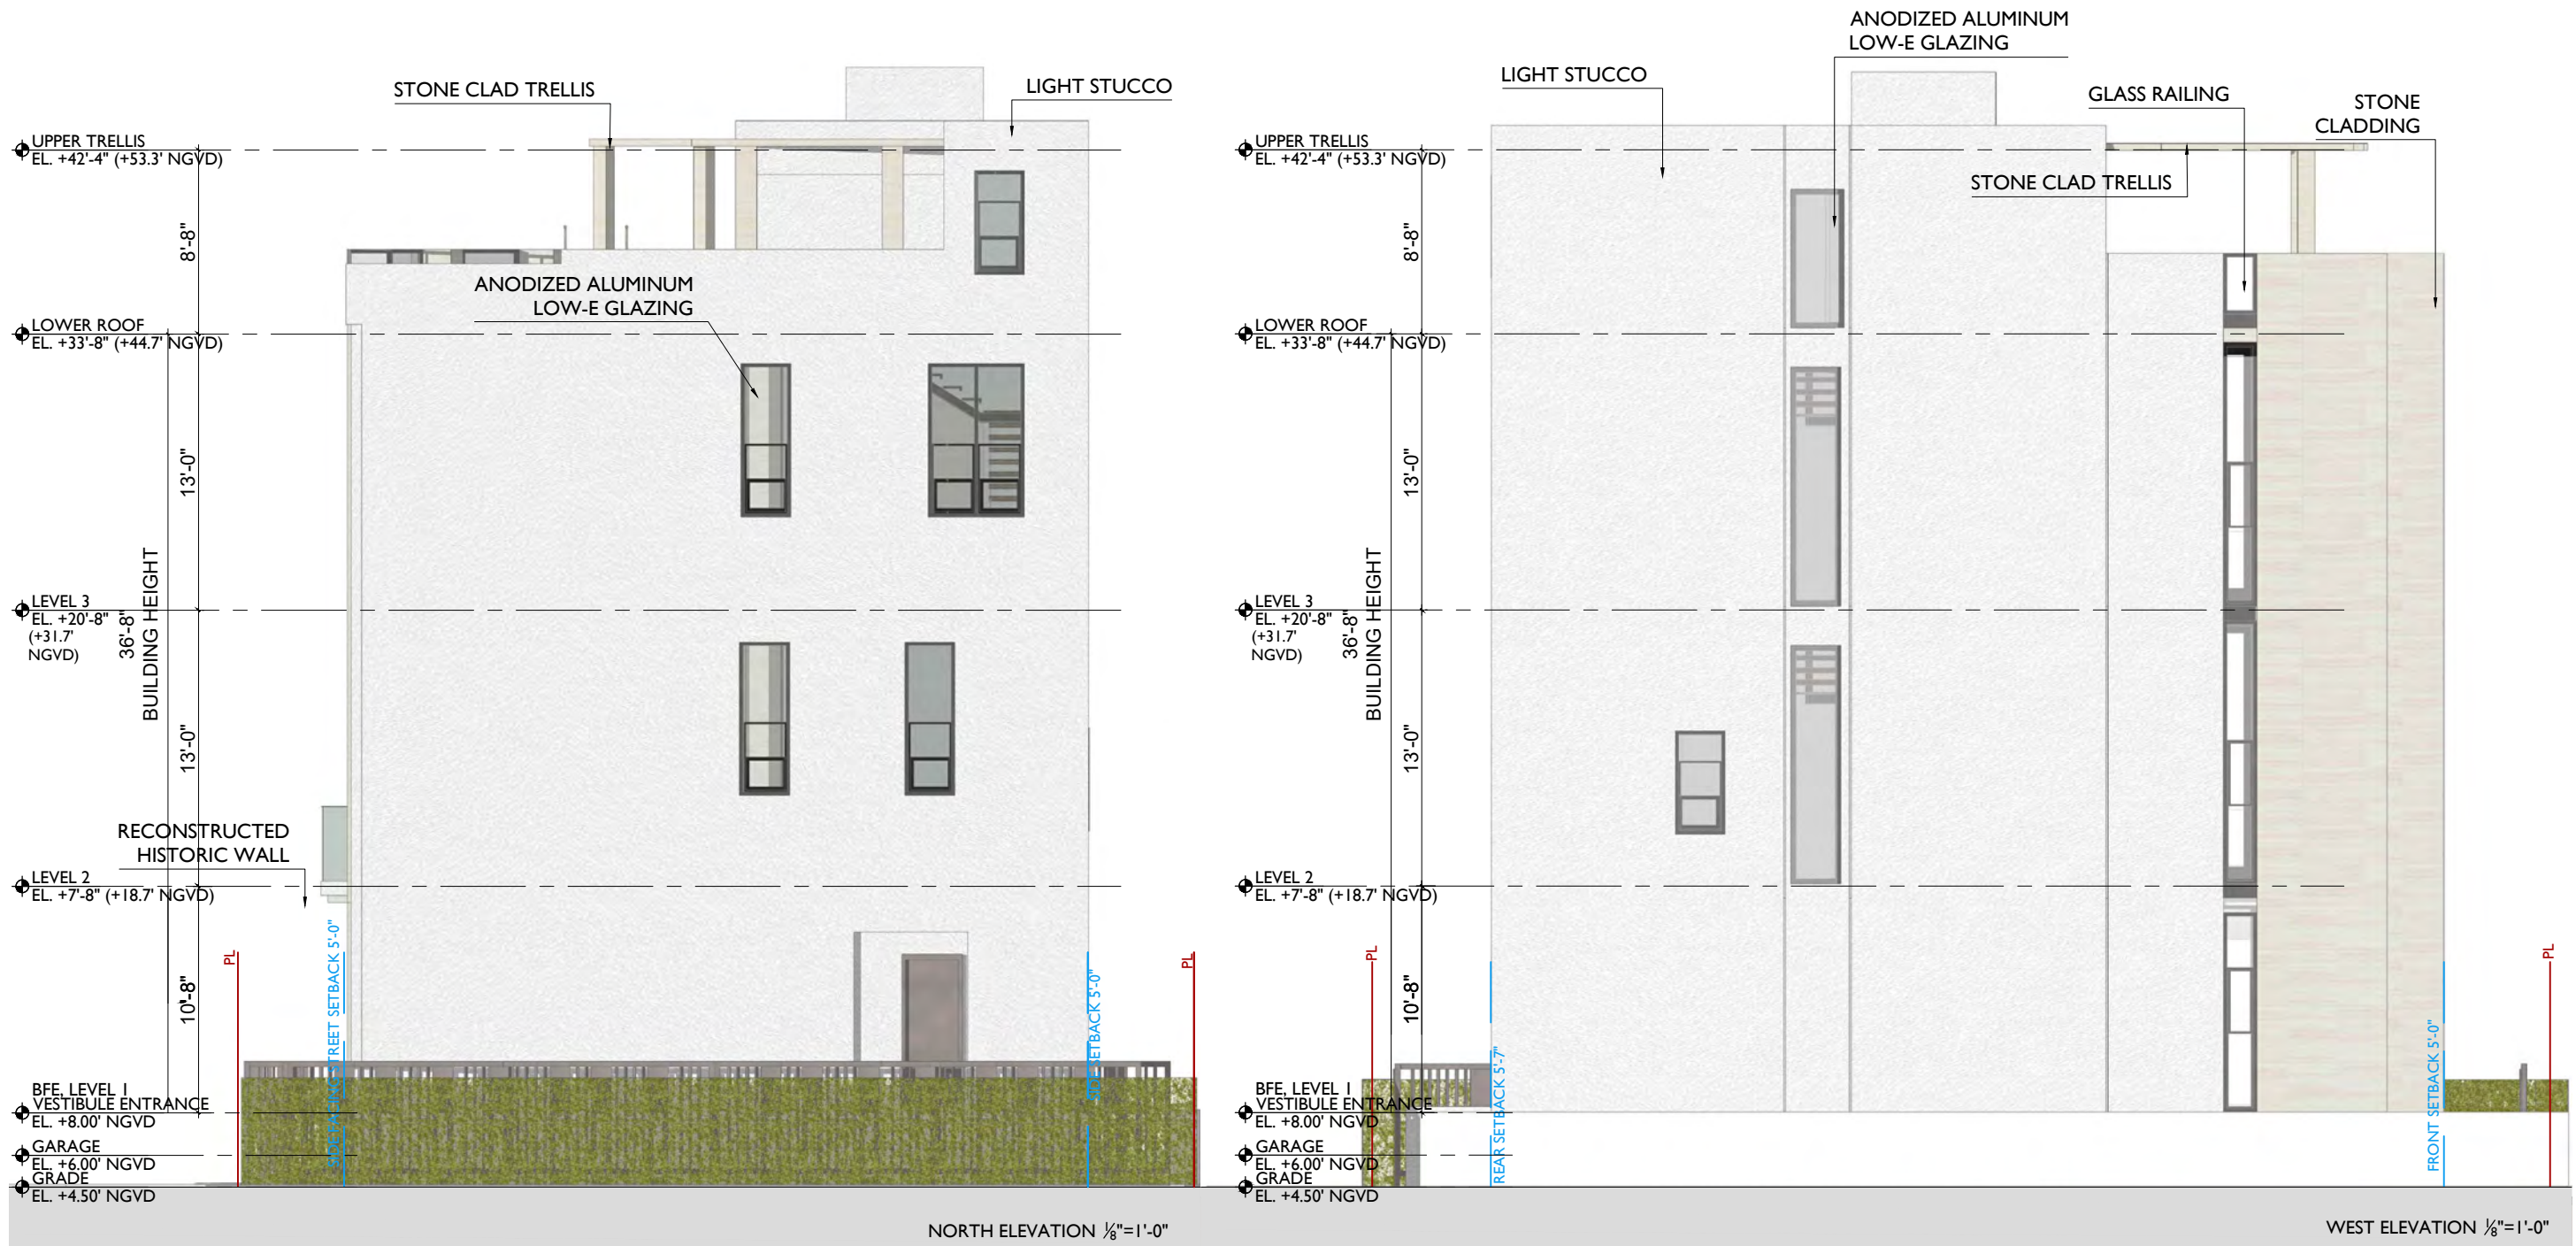 STONE CLAD TRELLIS
LIGHT STUCCO
UPPER TRELLIS
EL. +42'-4" (+53.3' NGVD)
8'-8"
ANODIZED ALUMINUM
LOW-E GLAZING
LOWER ROOF
EL. +33'-8" (+44.7' NGVD)
13'-0"
LEVEL 3
EL. +20'-8"
(+31.7'
NGVD)
36'-8"
BUILDING HEIGHT
13'-0"
RECONSTRUCTED
HISTORIC WALL
LEVEL 2
EL. +7'-8" (+18.7' NGVD)
PL
SIDE FACING STREET SETBACK 5'-0"
SIDE SETBACK 5'-0"
PL
10'-8"
BFE, LEVEL 1
VESTIBULE ENTRANCE
EL. +8.00' NGVD
GARAGE
EL. +6.00' NGVD
GRADE
EL. +4.50' NGVD
NORTH ELEVATION ⅛"=1'-0"
ANODIZED ALUMINUM
LOW-E GLAZING
LIGHT STUCCO
GLASS RAILING
STONE
CLADDING
UPPER TRELLIS
EL. +42'-4" (+53.3' NGVD)
STONE CLAD TRELLIS
8'-8"
LOWER ROOF
EL. +33'-8" (+44.7' NGVD)
13'-0"
LEVEL 3
EL. +20'-8"
(+31.7'
NGVD)
36'-8"
BUILDING HEIGHT
13'-0"
LEVEL 2
EL. +7'-8" (+18.7' NGVD)
PL
PL
10'-8"
REAR SETBACK 5'-7"
FRONT SETBACK 5'-0"
BFE, LEVEL 1
VESTIBULE ENTRANCE
EL. +8.00' NGVD
GARAGE
EL. +6.00' NGVD
GRADE
EL. +4.50' NGVD
WEST ELEVATION ⅛"=1'-0"